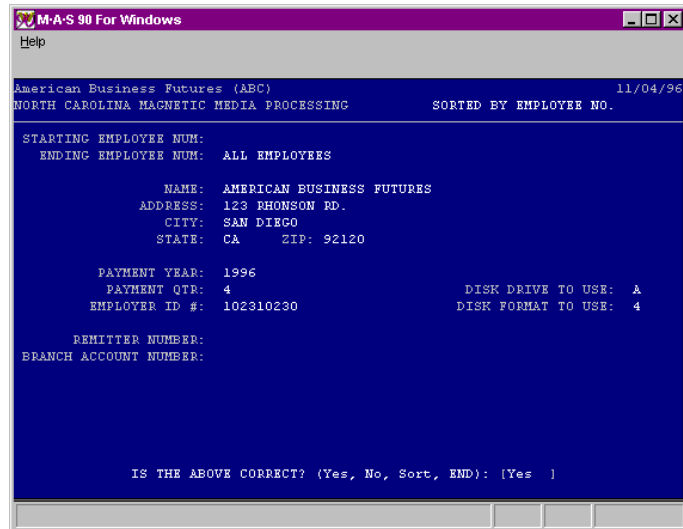 M·A·S 90 For Windows
Help
American Business Futures (ABC) 11/04/96
NORTH CAROLINA MAGNETIC MEDIA PROCESSING SORTED BY EMPLOYEE NO.
STARTING EMPLOYEE NUM:
ENDING EMPLOYEE NUM: ALL EMPLOYEES
NAME: AMERICAN BUSINESS FUTURES
ADDRESS: 123 RHONSON RD.
CITY: SAN DIEGO
STATE: CA ZIP: 92120
PAYMENT YEAR: 1996
PAYMENT QTR: 4 DISK DRIVE TO USE: A
EMPLOYER ID #: 102310230 DISK FORMAT TO USE: 4
REMITTER NUMBER:
BRANCH ACCOUNT NUMBER:
IS THE ABOVE CORRECT? (Yes, No, Sort, END): [Yes ]